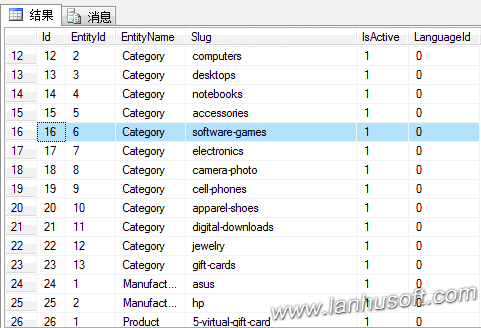 结果 消息
Id EntityId EntityName Slug IsActive LanguageId
12 12 2 Category computers 1 0
13 13 3 Category desktops 1 0
14 14 4 Category notebooks 1 0
15 15 5 Category accessories 1 0
16 16 6 Category software-games 1 0
17 17 7 Category electronics 1 0
18 18 8 Category camera-photo 1 0
19 19 9 Category cell-phones 1 0
20 20 10 Category apparel-shoes 1 0
21 21 11 Category digital-downloads 1 0
22 22 12 Category jewelry 1 0
23 23 13 Category gift-cards 1 0
24 24 1 Manufact... asus 1 0
25 25 2 Manufact... hp 1 0
26 26 1 Product 5-virtual-gift-card 1 0
www.lanhusoft.com